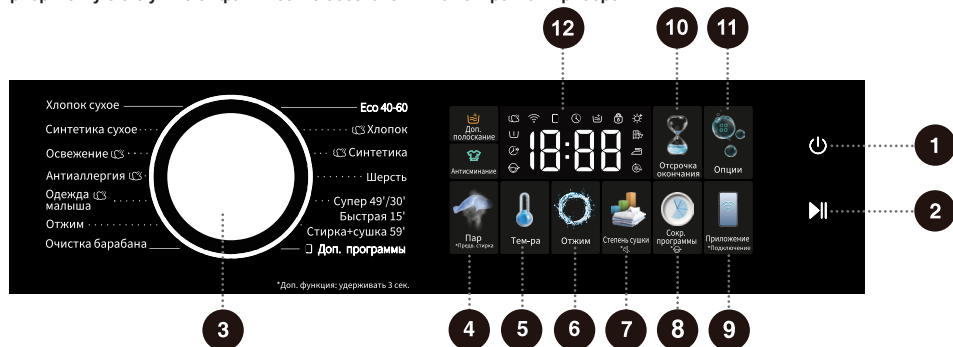 12
10
11
Хлопок сухое
Синтетика сухое
Освежение
Антиаллергия
Одежда
малыша
Отжим
Очистка барабана
Eco 40-60
Хлопок
Синтетика
Шерсть
Супер 49'/30'
Быстрая 15'
Стирка+сушка 59'
Доп. программы
*Доп. функция: удерживать 3 сек.
Доп.
полоскание
Антисминание
18:88
Отсрочка
окончания
Опции
Пар
*Предв. стирка
Тем-ра
Отжим
Степень сушки
Сокр.
программы
Приложение
*Подключение
1
2
3
4
5
6
7
8
9